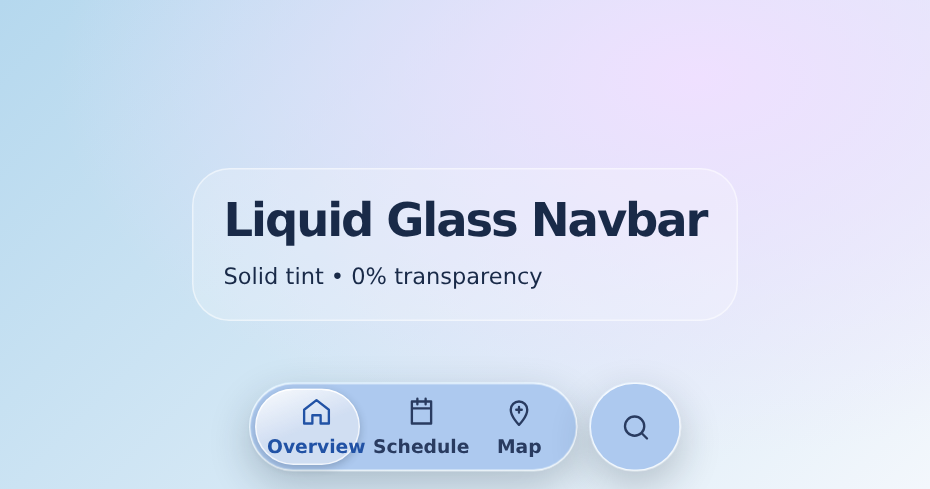 Liquid Glass Navbar
Solid tint • 0% transparency
Overview Schedule Map